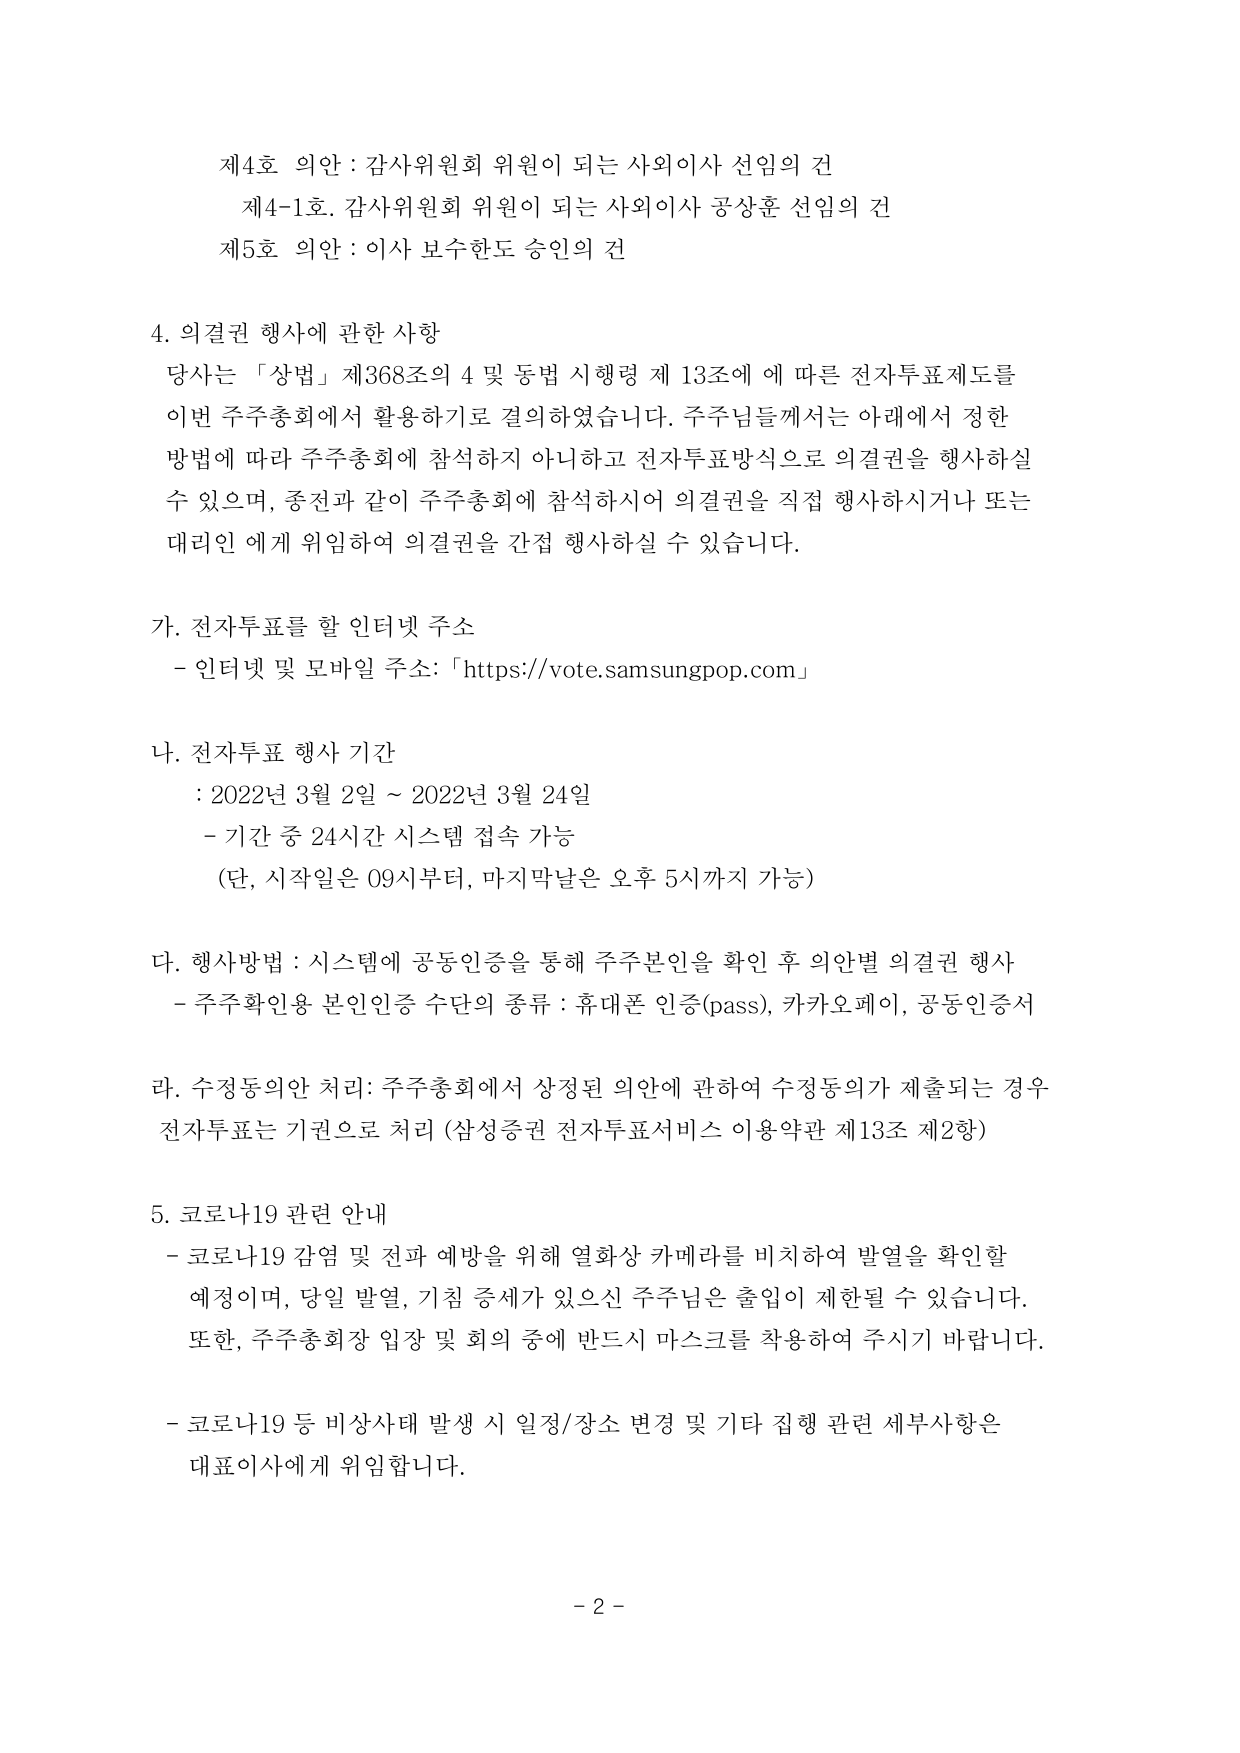 제4호 의안 : 감사위원회 위원이 되는 사외이사 선임의 건
제4-1호. 감사위원회 위원이 되는 사외이사 공상훈 선임의 건
제5호 의안 : 이사 보수한도 승인의 건
4. 의결권 행사에 관한 사항
당사는 「상법」제368조의 4 및 동법 시행령 제 13조에 에 따른 전자투표제도를
이번 주주총회에서 활용하기로 결의하였습니다. 주주님들께서는 아래에서 정한
방법에 따라 주주총회에 참석하지 아니하고 전자투표방식으로 의결권을 행사하실
수 있으며, 종전과 같이 주주총회에 참석하시어 의결권을 직접 행사하시거나 또는
대리인 에게 위임하여 의결권을 간접 행사하실 수 있습니다.
가. 전자투표를 할 인터넷 주소
- 인터넷 및 모바일 주소:「https://vote.samsungpop.com」
나. 전자투표 행사 기간
: 2022년 3월 2일 ~ 2022년 3월 24일
- 기간 중 24시간 시스템 접속 가능
(단, 시작일은 09시부터, 마지막날은 오후 5시까지 가능)
다. 행사방법 : 시스템에 공동인증을 통해 주주본인을 확인 후 의안별 의결권 행사
- 주주확인용 본인인증 수단의 종류 : 휴대폰 인증(pass), 카카오페이, 공동인증서
라. 수정동의안 처리: 주주총회에서 상정된 의안에 관하여 수정동의가 제출되는 경우
전자투표는 기권으로 처리 (삼성증권 전자투표서비스 이용약관 제13조 제2항)
5. 코로나19 관련 안내
- 코로나19 감염 및 전파 예방을 위해 열화상 카메라를 비치하여 발열을 확인할
예정이며, 당일 발열, 기침 증세가 있으신 주주님은 출입이 제한될 수 있습니다.
또한, 주주총회장 입장 및 회의 중에 반드시 마스크를 착용하여 주시기 바랍니다.
- 코로나19 등 비상사태 발생 시 일정/장소 변경 및 기타 집행 관련 세부사항은
대표이사에게 위임합니다.
- 2 -